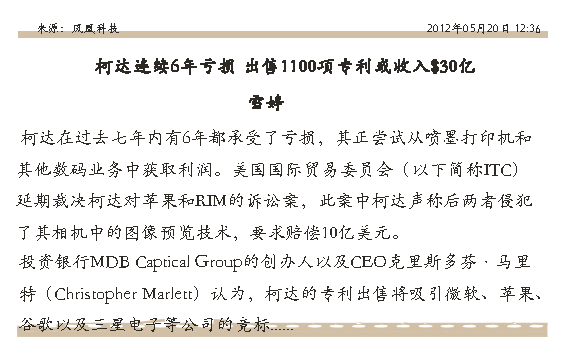 来源：凤凰科技 2012年05月20日 12:36
柯达连续6年亏损 出售1100项专利或收入$30亿
雪婷
柯达在过去七年内有6年都承受了亏损，其正尝试从喷墨打印机和
其他数码业务中获取利润。美国国际贸易委员会（以下简称ITC）
延期裁决柯达对苹果和RIM的诉讼案，此案中柯达声称后两者侵犯
了其相机中的图像预览技术，要求赔偿10亿美元。
投资银行MDB Captical Group的创办人以及CEO克里斯多芬·马里
特（Christopher Marlett）认为，柯达的专利出售将吸引微软、苹果、
谷歌以及三星电子等公司的竞标......